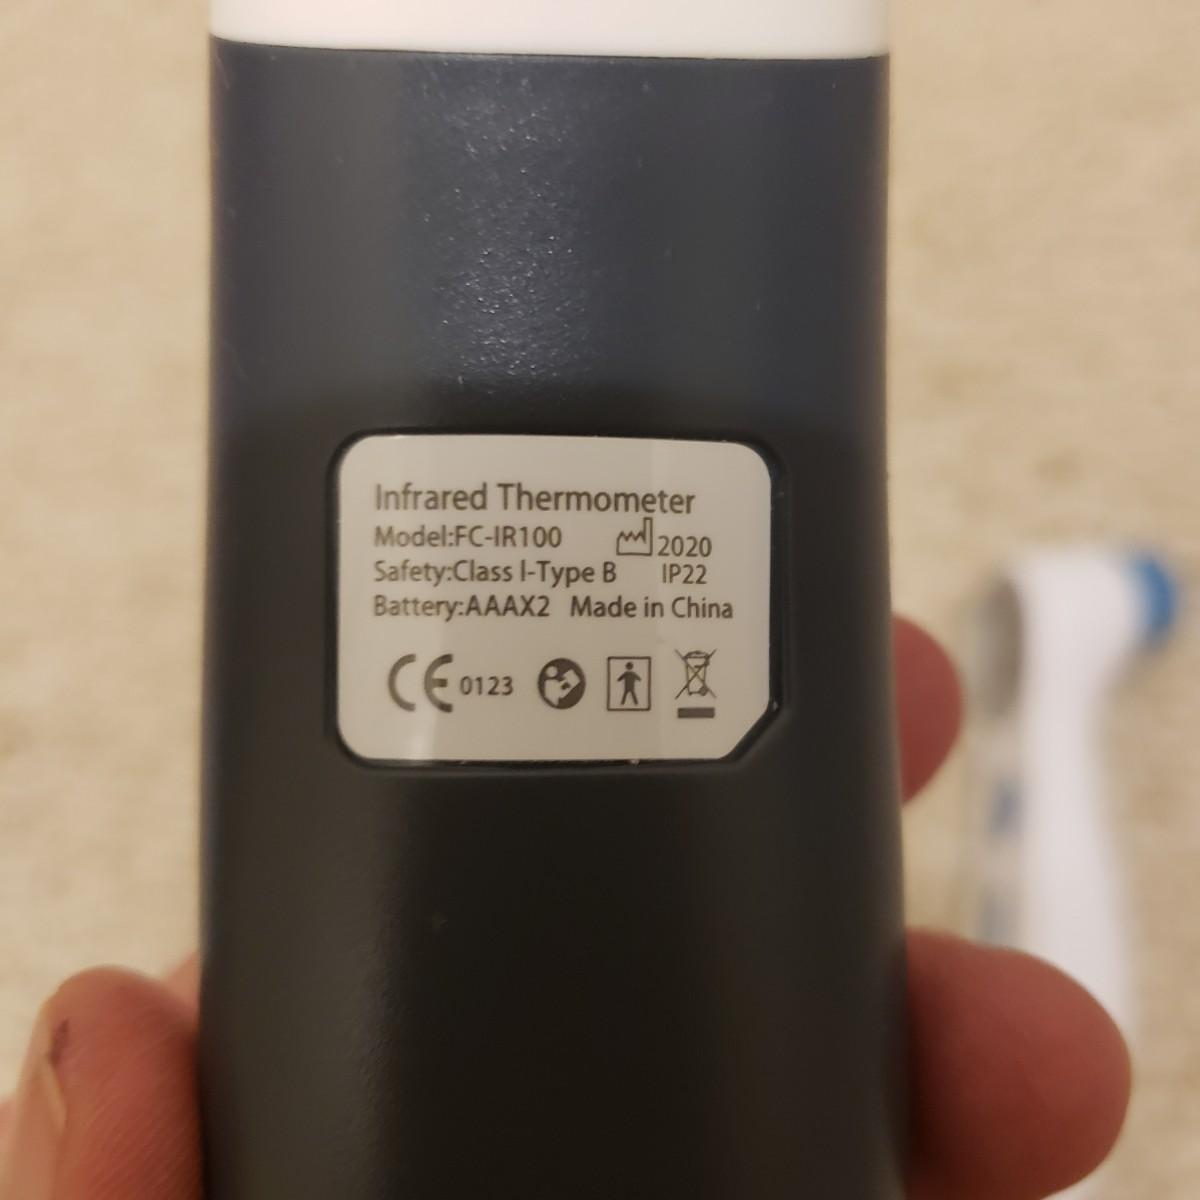 Infrared Thermometer
Model:FC-IR100 2020
Safety:Class I-Type B IP22
Battery:AAAX2 Made in China
CE 0123